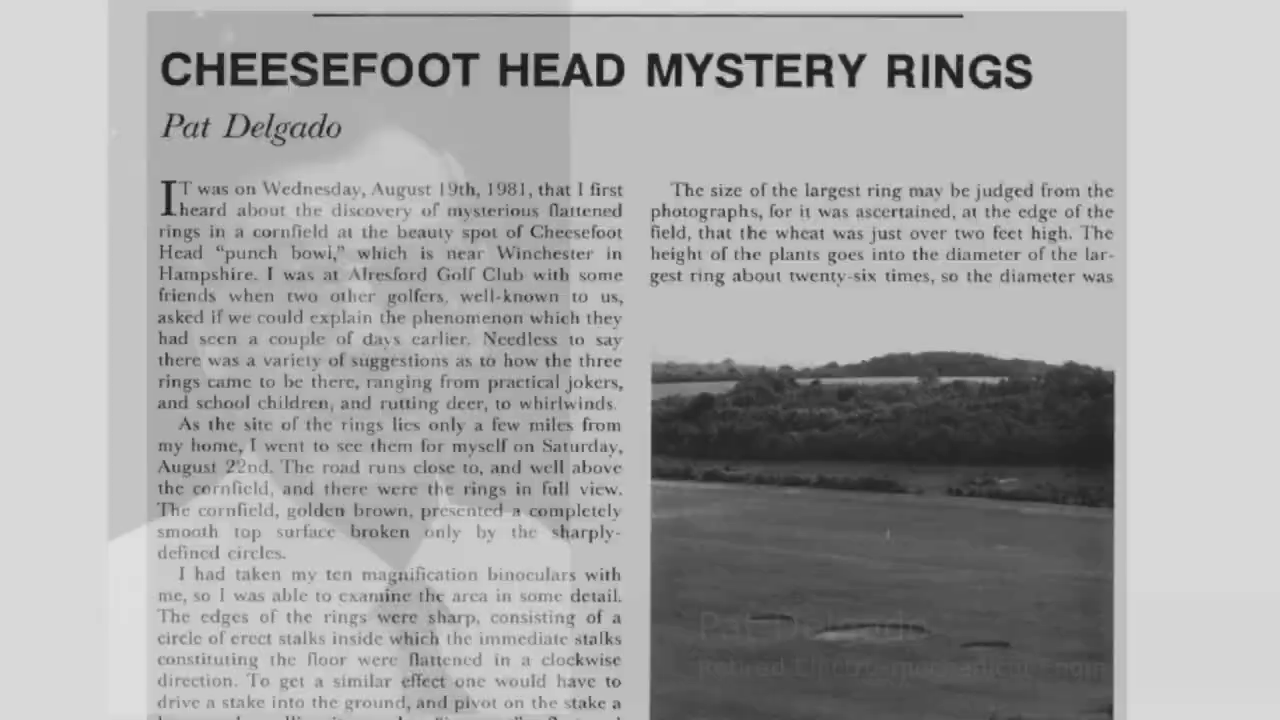 CHEESEFOOT HEAD MYSTERY RINGS
Pat Delgado
IT was on Wednesday, August 19th, 1981, that I first
heard about the discovery of mysterious flattened
rings in a cornfield at the beauty spot of Cheesefoot
Head “punch bowl,” which is near Winchester in
Hampshire. I was at Alresford Golf Club with some
friends when two other golfers, well-known to us,
asked if we could explain the phenomenon which they
had seen a couple of days earlier. Needless to say
there was a variety of suggestions as to how the three
rings came to be there, ranging from practical jokers,
and school children, and rutting deer, to whirlwinds.
As the site of the rings lies only a few miles from
my home, I went to see them for myself on Saturday,
August 22nd. The road runs close to, and well above
the cornfield, and there were the rings in full view.
The cornfield, golden brown, presented a completely
smooth top surface broken only by the sharply-
defined circles.
I had taken my ten magnification binoculars with
me, so I was able to examine the area in some detail.
The edges of the rings were sharp, consisting of a
circle of erect stalks inside which the immediate stalks
constituting the floor were flattened in a clockwise
direction. To get a similar effect one would have to
drive a stake into the ground, and pivot on the stake a
The size of the largest ring may be judged from the
photographs, for it was ascertained, at the edge of the
field, that the wheat was just over two feet high. The
height of the plants goes into the diameter of the lar-
gest ring about twenty-six times, so the diameter was
Pat Delgado
Retired